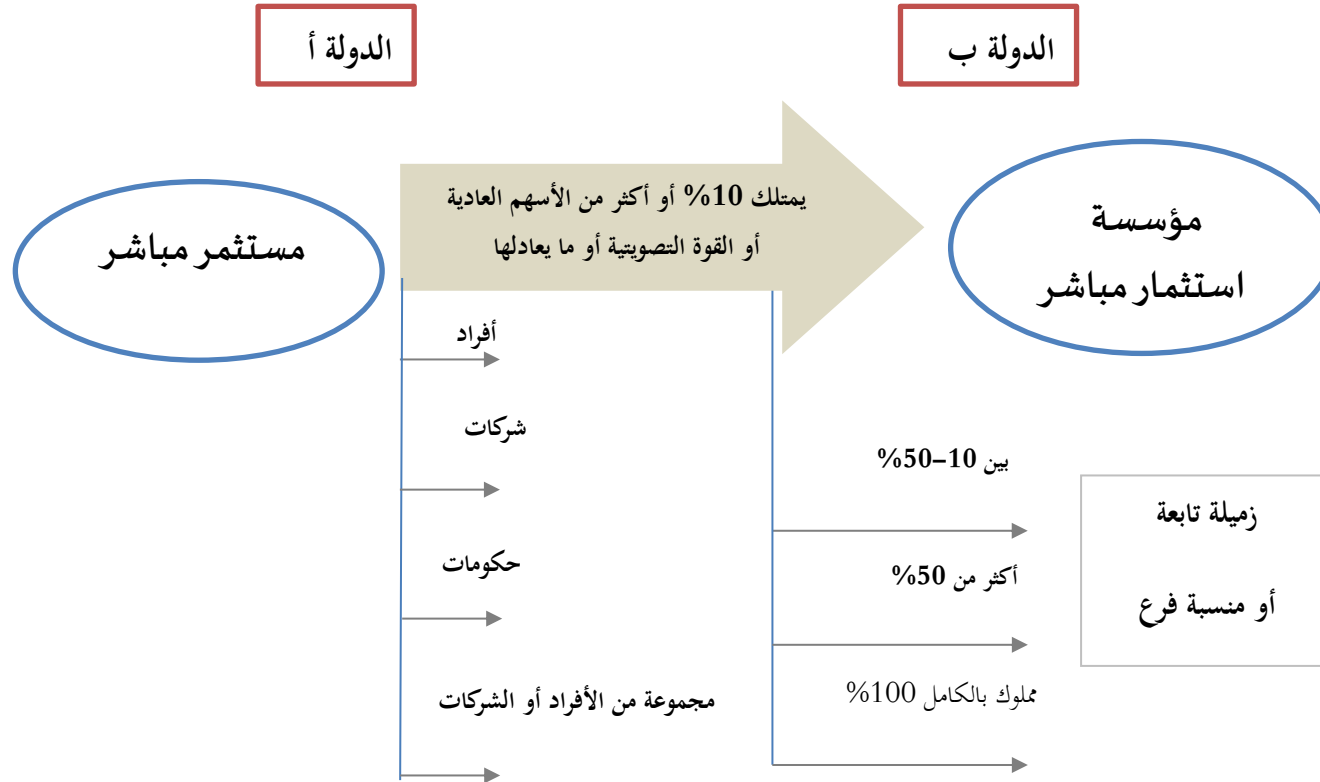 الدولة أ
الدولة ب
مستثمر مباشر
يمتلك 10% أو أكثر من الأسهم العادية
أو القوة التصويتية أو ما يعادلها
مؤسسة
استثمار مباشر
أفراد
شركات
حكومات
مجموعة من الأفراد أو الشركات
بين 10–50%
أكثر من 50%
مملوك بالكامل 100%
زميلة تابعة
أو منسبة فرع